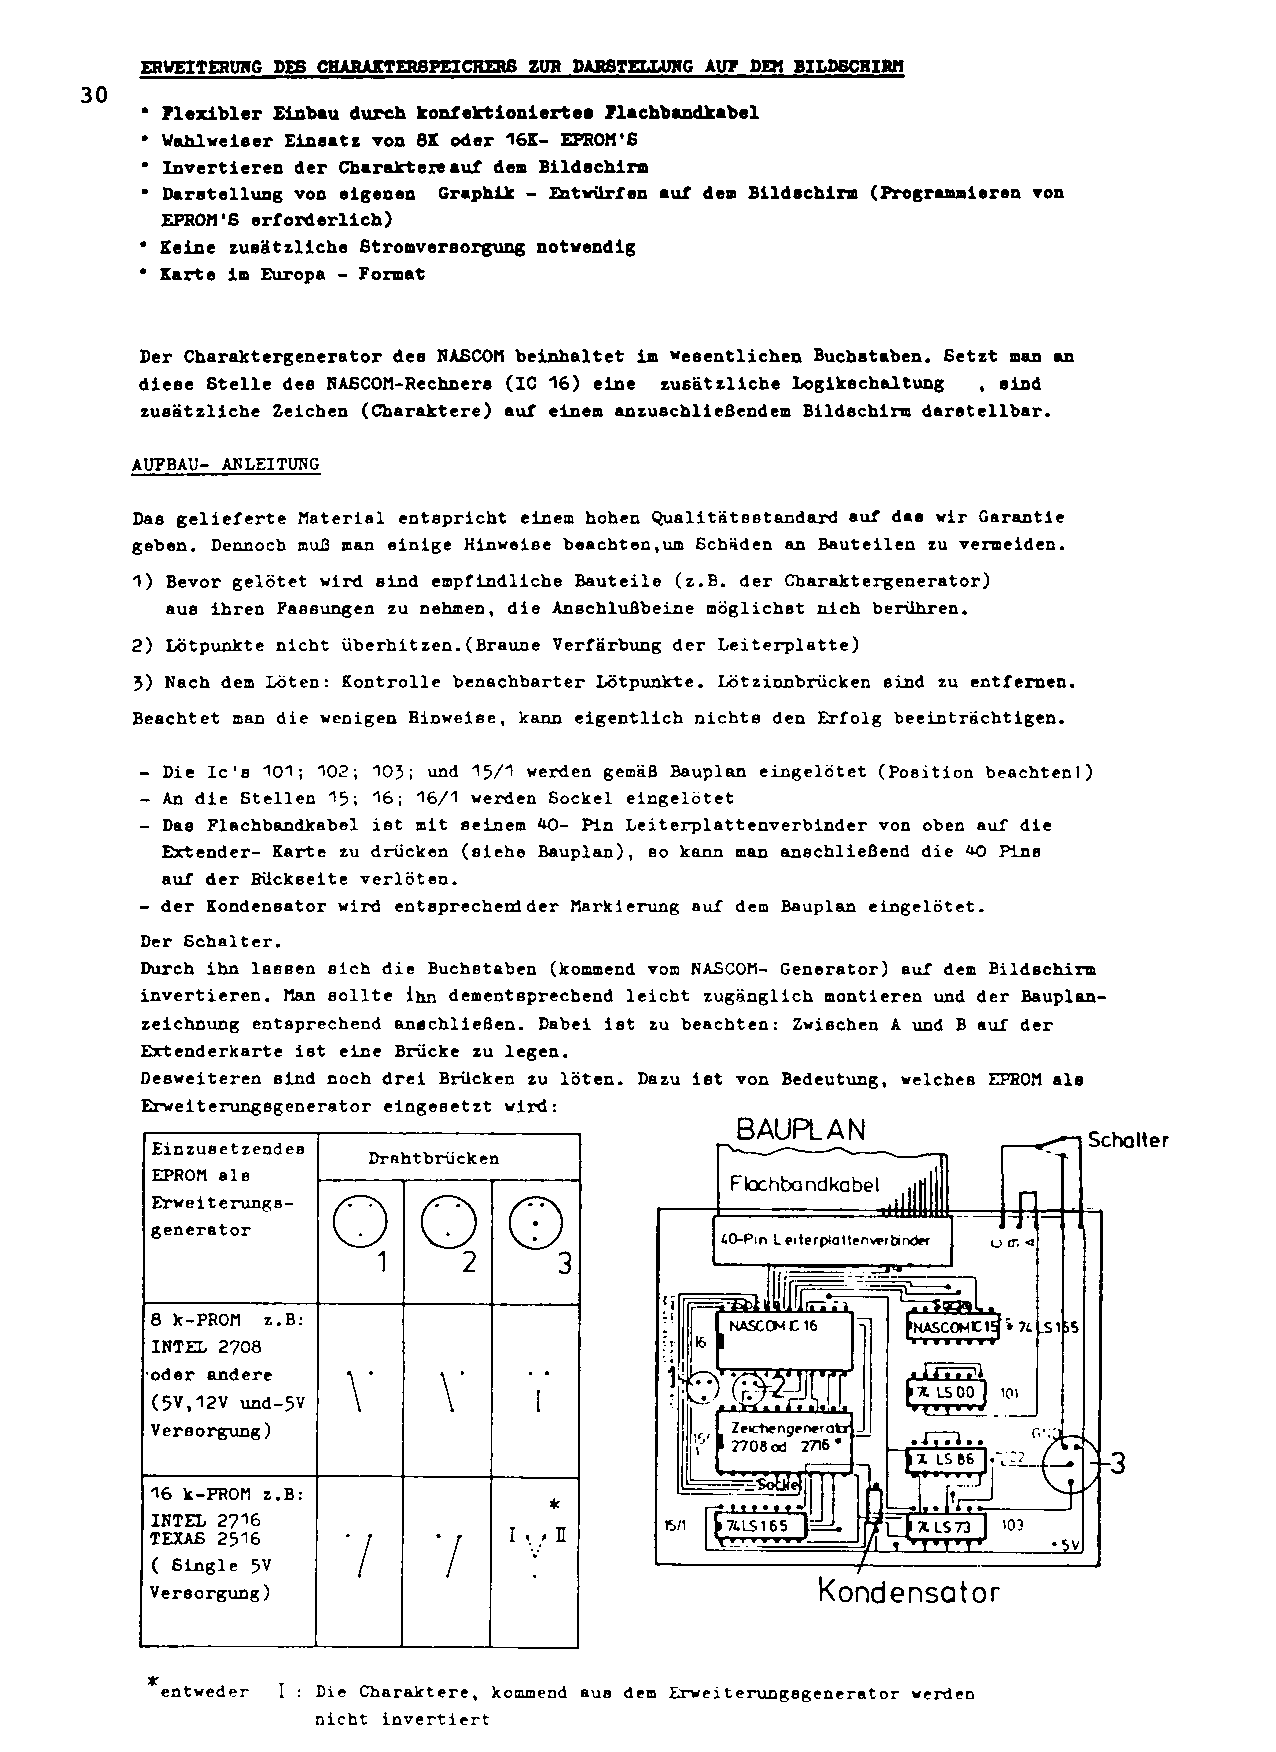 ERWEITERUNG DES CHARAKTERSPEICHERS ZUR DARSTELLUNG AUF DEM BILDSCHIRM
30
* Flexibler Einbau durch konfektioniertes Flachbandkabel
* Wahlweiser Einsatz von 8K oder 16K- EPROM'S
* Invertieren der Charaktere auf dem Bildschirm
* Darstellung von eigenen Graphik - Entwürfen auf dem Bildschirm (Programmieren von
EPROM'S erforderlich)
* Keine zusätzliche Stromversorgung notwendig
* Karte im Europa - Format
Der Charaktergenerator des NASCOM beinhaltet im wesentlichen Buchstaben. Setzt man an
diese Stelle des NASCOM-Rechners (IC 16) eine zusätzliche Logikschaltung , sind
zusätzliche Zeichen (Charaktere) auf einem anzuschließendem Bildschirm darstellbar.
AUFBAU- ANLEITUNG
Das gelieferte Material entspricht einem hohen Qualitätsstandard auf das wir Garantie
geben. Dennoch muß man einige Hinweise beachten,um Schäden an Bauteilen zu vermeiden.
1) Bevor gelötet wird sind empfindliche Bauteile (z.B. der Charaktergenerator)
aus ihren Fassungen zu nehmen, die Anschlußbeine möglichst nich berühren.
2) Lötpunkte nicht überhitzen.(Braune Verfärbung der Leiterplatte)
3) Nach dem Löten: Kontrolle benachbarter Lötpunkte. Lötzinnbrücken sind zu entfernen.
Beachtet man die wenigen Hinweise, kann eigentlich nichts den Erfolg beeinträchtigen.
- Die Ic's 101; 102; 103; und 15/1 werden gemäß Bauplan eingelötet (Position beachten!)
- An die Stellen 15; 16; 16/1 werden Sockel eingelötet
- Das Flachbandkabel ist mit seinem 40- Pin Leiterplattenverbinder von oben auf die
Extender- Karte zu drücken (siehe Bauplan), so kann man anschließend die 40 Pins
auf der Rückseite verlöten.
- der Kondensator wird entsprechend der Markierung auf dem Bauplan eingelötet.
Der Schalter.
Durch ihn lassen sich die Buchstaben (kommend vom NASCOM- Generator) auf dem Bildschirm
invertieren. Man sollte ihn dementsprechend leicht zugänglich montieren und der Bauplan-
zeichnung entsprechend anschließen. Dabei ist zu beachten: Zwischen A und B auf der
Extenderkarte ist eine Brücke zu legen.
Desweiteren sind noch drei Brücken zu löten. Dazu ist von Bedeutung, welches EPROM als
Erweiterungsgenerator eingesetzt wird:
Einzusetzendes
EPROM als
Erweiterungs-
generator
Drahtbrücken
1 2 3
8 k-PROM z.B:
INTEL 2708
oder andere
(5V,12V und-5V
Versorgung)
16 k-PROM z.B:
INTEL 2716
TEXAS 2516
( Single 5V
Versorgung)
*
I II
BAUPLAN
Schalter
Flachbandkabel
40-Pin Leiterplattenverbinder
C B A
NASCOM IC 16
16
NASCOM IC 15 * 74 LS 165
1
2
74 LS 00 101
Zeichengenerator
2708 od 2716 *
74 LS 86
3
Sockel
15/1
74LS 165
74 LS 73 103
+5V
Kondensator
*entweder I : Die Charaktere, kommend aus dem Erweiterungsgenerator werden
nicht invertiert